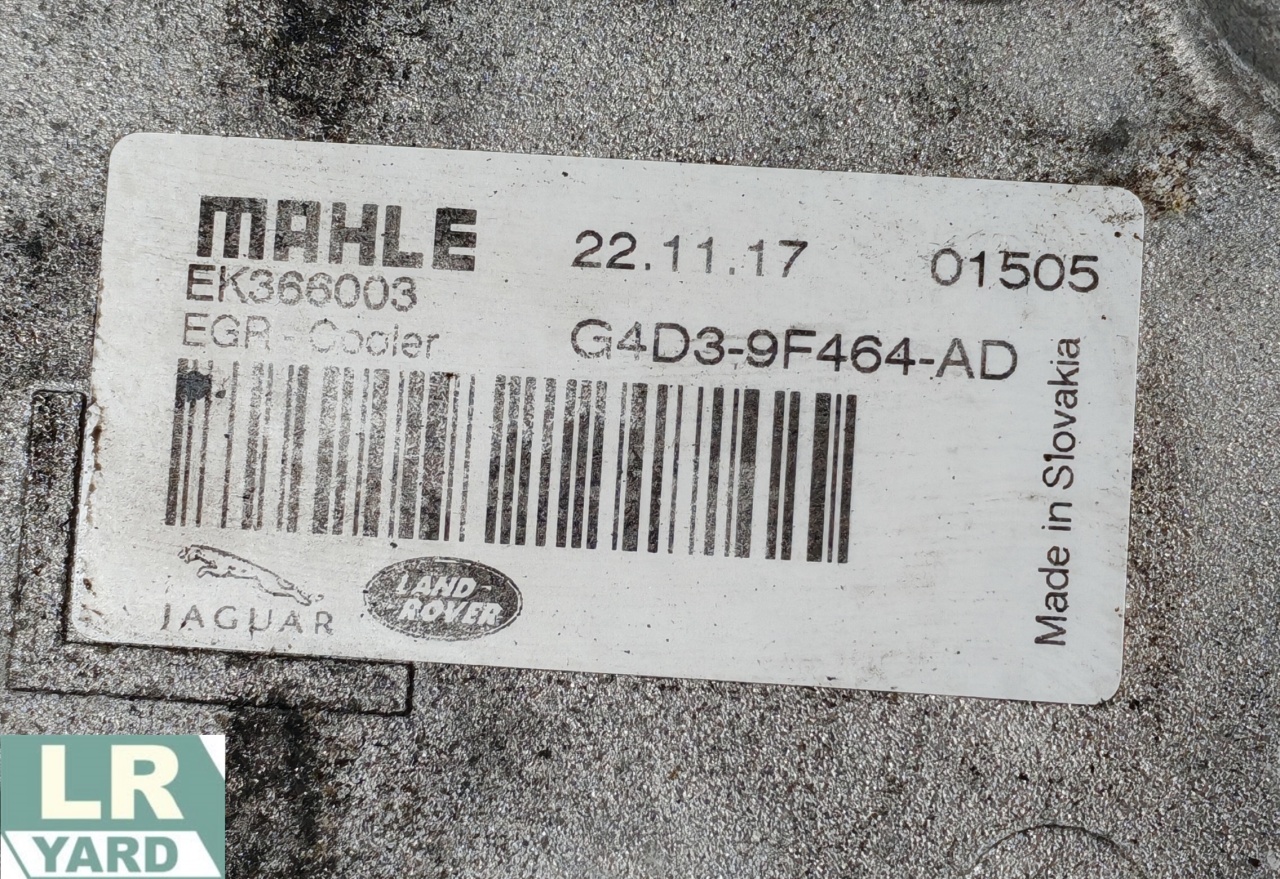 MAHLE 22.11.17 01505
EK366003
EGR-Cooler G4D3-9F464-AD
Made in Slovakia
JAGUAR
LAND-
ROVER
LR
YARD